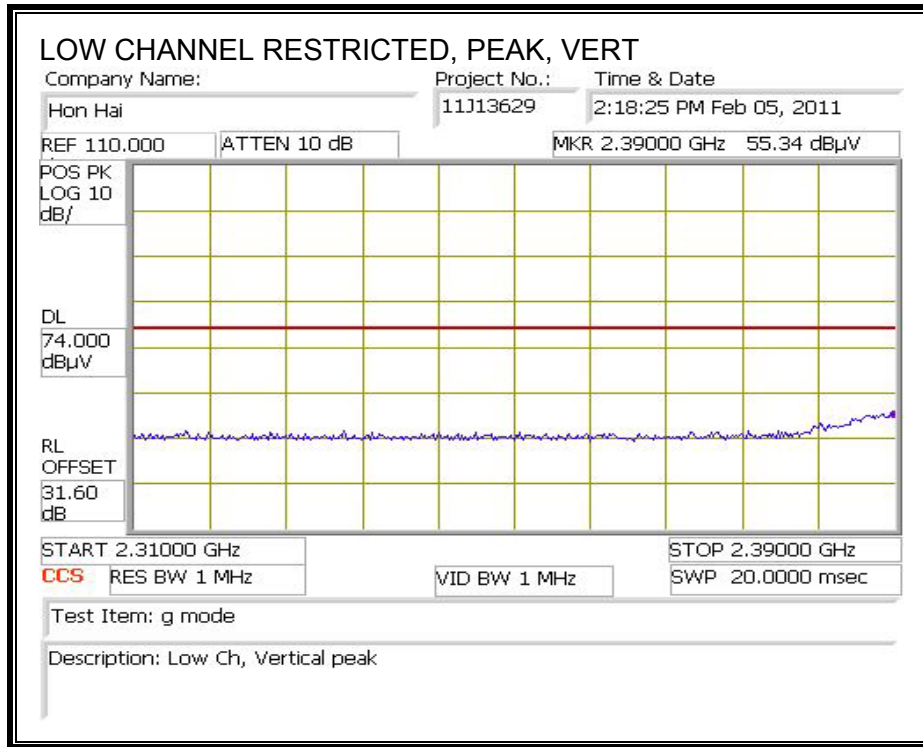 LOW CHANNEL RESTRICTED, PEAK, VERT
Company Name: Project No.: Time & Date
Hon Hai 11J13629 2:18:25 PM Feb 05, 2011
REF 110.000 ATTEN 10 dB MKR 2.39000 GHz 55.34 dBµV
POS PK
LOG 10
dB/
DL
74.000
dBµV
RL
OFFSET
31.60
dB
START 2.31000 GHz STOP 2.39000 GHz
CCS RES BW 1 MHz VID BW 1 MHz SWP 20.0000 msec
Test Item: g mode
Description: Low Ch, Vertical peak